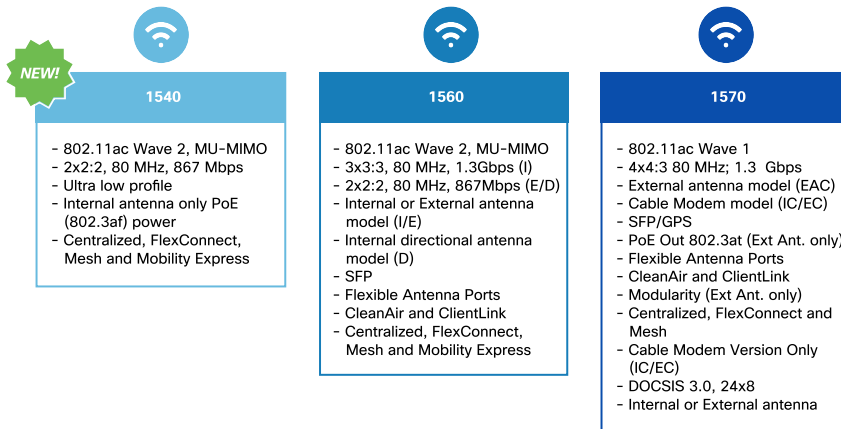 NEW!
1540
- 802.11ac Wave 2, MU-MIMO
- 2x2:2, 80 MHz, 867 Mbps
- Ultra low profile
- Internal antenna only PoE
(802.3af) power
- Centralized, FlexConnect,
Mesh and Mobility Express
1560
- 802.11ac Wave 2, MU-MIMO
- 3x3:3, 80 MHz, 1.3Gbps (I)
- 2x2:2, 80 MHz, 867Mbps (E/D)
- Internal or External antenna
model (I/E)
- Internal directional antenna
model (D)
- SFP
- Flexible Antenna Ports
- CleanAir and ClientLink
- Centralized, FlexConnect,
Mesh and Mobility Express
1570
- 802.11ac Wave 1
- 4x4:3 80 MHz; 1.3 Gbps
- External antenna model (EAC)
- Cable Modem model (IC/EC)
- SFP/GPS
- PoE Out 802.3at (Ext Ant. only)
- Flexible Antenna Ports
- CleanAir and ClientLink
- Modularity (Ext Ant. only)
- Centralized, FlexConnect and
Mesh
- Cable Modem Version Only
(IC/EC)
- DOCSIS 3.0, 24x8
- Internal or External antenna